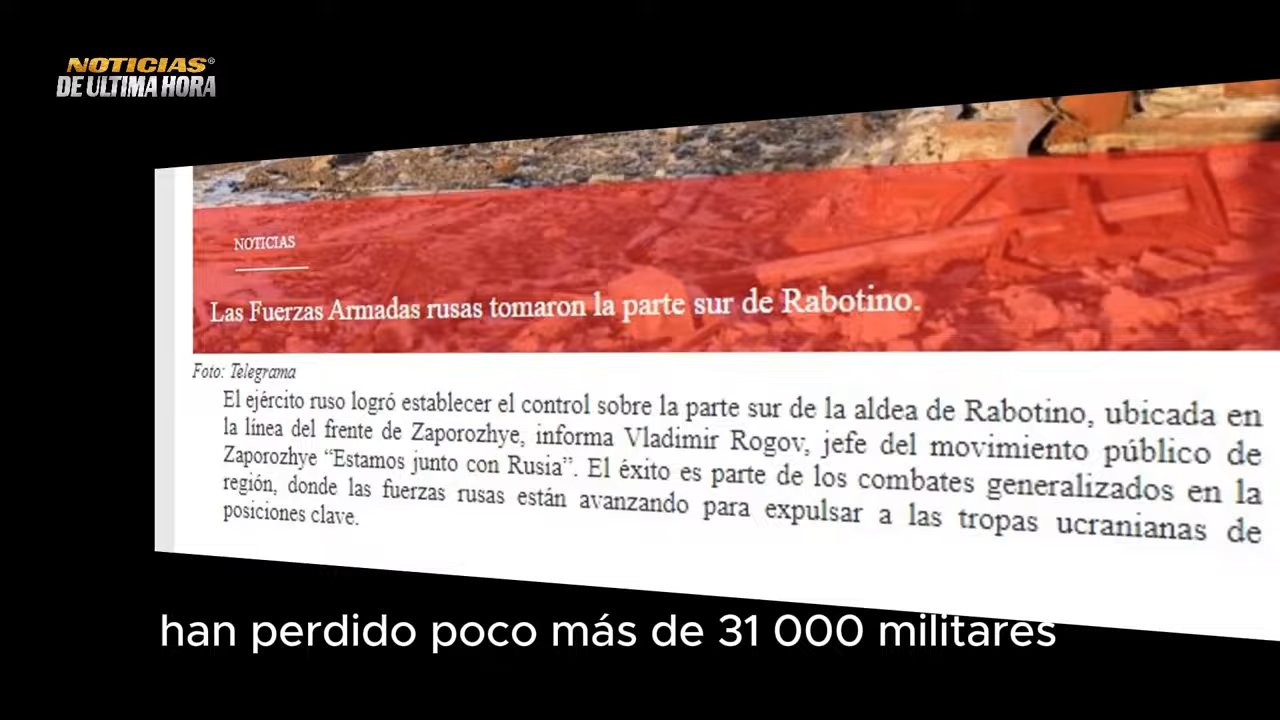 NOTICIAS®
DE ULTIMA HORA
NOTICIAS
Las Fuerzas Armadas rusas tomaron la parte sur de Rabotino.
Foto: Telegrama
El ejército ruso logró establecer el control sobre la parte sur de la aldea de Rabotino, ubicada en
la línea del frente de Zaporozhye, informa Vladimir Rogov, jefe del movimiento público de
Zaporozhye “Estamos junto con Rusia”. El éxito es parte de los combates generalizados en la
región, donde las fuerzas rusas están avanzando para expulsar a las tropas ucranianas de
posiciones clave.
han perdido poco más de 31 000 militares